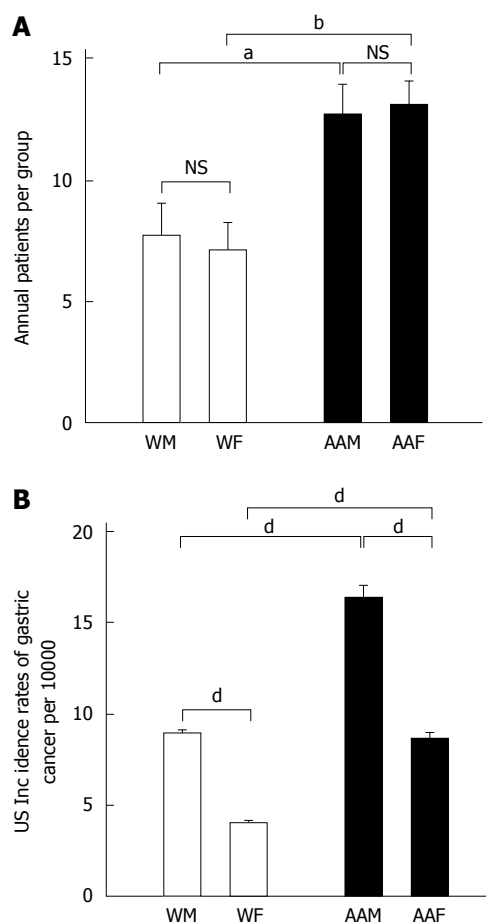 A
b
a
NS
15
10
5
0
NS
Annual patients per group
WM
WF
AAM
AAF
B
d
d
d
20
15
10
5
0
d
US Inc idence rates of gastric
cancer per 10000
WM
WF
AAM
AAF